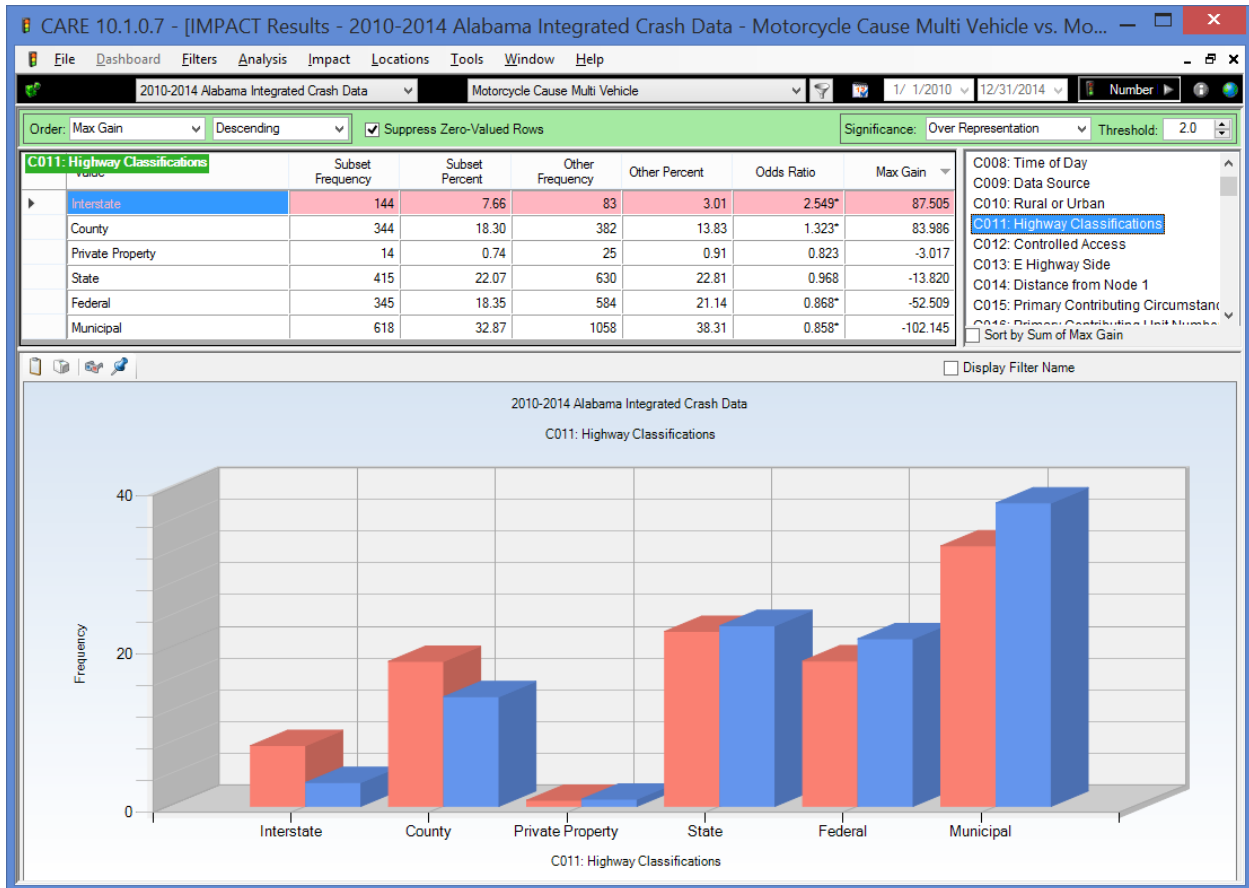 CARE 10.1.0.7 - [IMPACT Results - 2010-2014 Alabama Integrated Crash Data - Motorcycle Cause Multi Vehicle vs. Mo...
File Dashboard Filters Analysis Impact Locations Tools Window Help
2010-2014 Alabama Integrated Crash Data Motorcycle Cause Multi Vehicle 1/ 1/2010 12/31/2014 Number
Order: Max Gain Descending Suppress Zero-Valued Rows Significance: Over Representation Threshold: 2.0
C011: Highway Classifications Subset Frequency Subset Percent Other Frequency Other Percent Odds Ratio Max Gain
Interstate 144 7.66 83 3.01 2.549* 87.505
County 344 18.30 382 13.83 1.323* 83.986
Private Property 14 0.74 25 0.91 0.823 -3.017
State 415 22.07 630 22.81 0.968 -13.820
Federal 345 18.35 584 21.14 0.868* -52.509
Municipal 618 32.87 1058 38.31 0.858* -102.145
C008: Time of Day
C009: Data Source
C010: Rural or Urban
C011: Highway Classifications
C012: Controlled Access
C013: E Highway Side
C014: Distance from Node 1
C015: Primary Contributing Circumstanc
Sort by Sum of Max Gain
Display Filter Name
2010-2014 Alabama Integrated Crash Data
C011: Highway Classifications
40
20
0
Frequency
Interstate County Private Property State Federal Municipal
C011: Highway Classifications